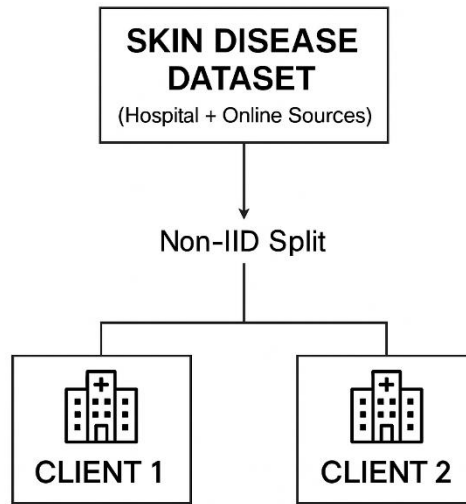 SKIN DISEASE
DATASET
(Hospital + Online Sources)
Non-IID Split
CLIENT 1
CLIENT 2